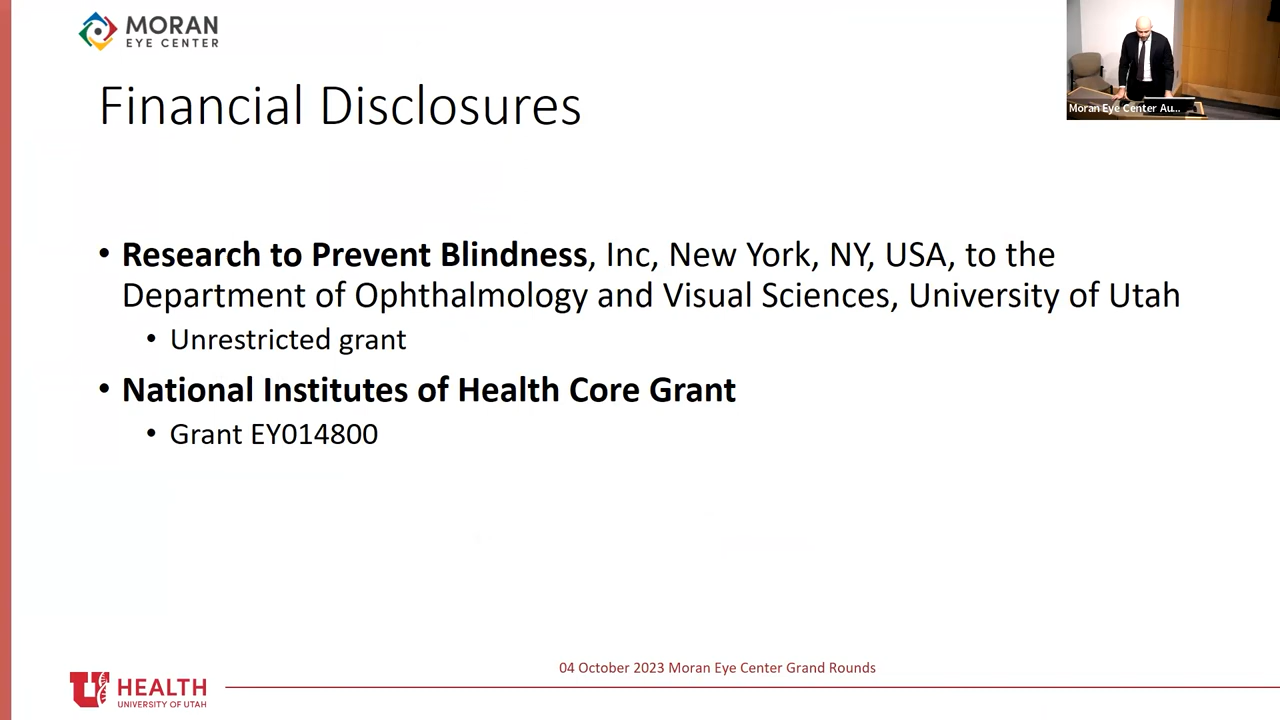 MORAN
EYE CENTER
Moran Eye Center Au...
Financial Disclosures
• Research to Prevent Blindness, Inc, New York, NY, USA, to the
Department of Ophthalmology and Visual Sciences, University of Utah
• Unrestricted grant
• National Institutes of Health Core Grant
• Grant EY014800
04 October 2023 Moran Eye Center Grand Rounds
U HEALTH
UNIVERSITY OF UTAH